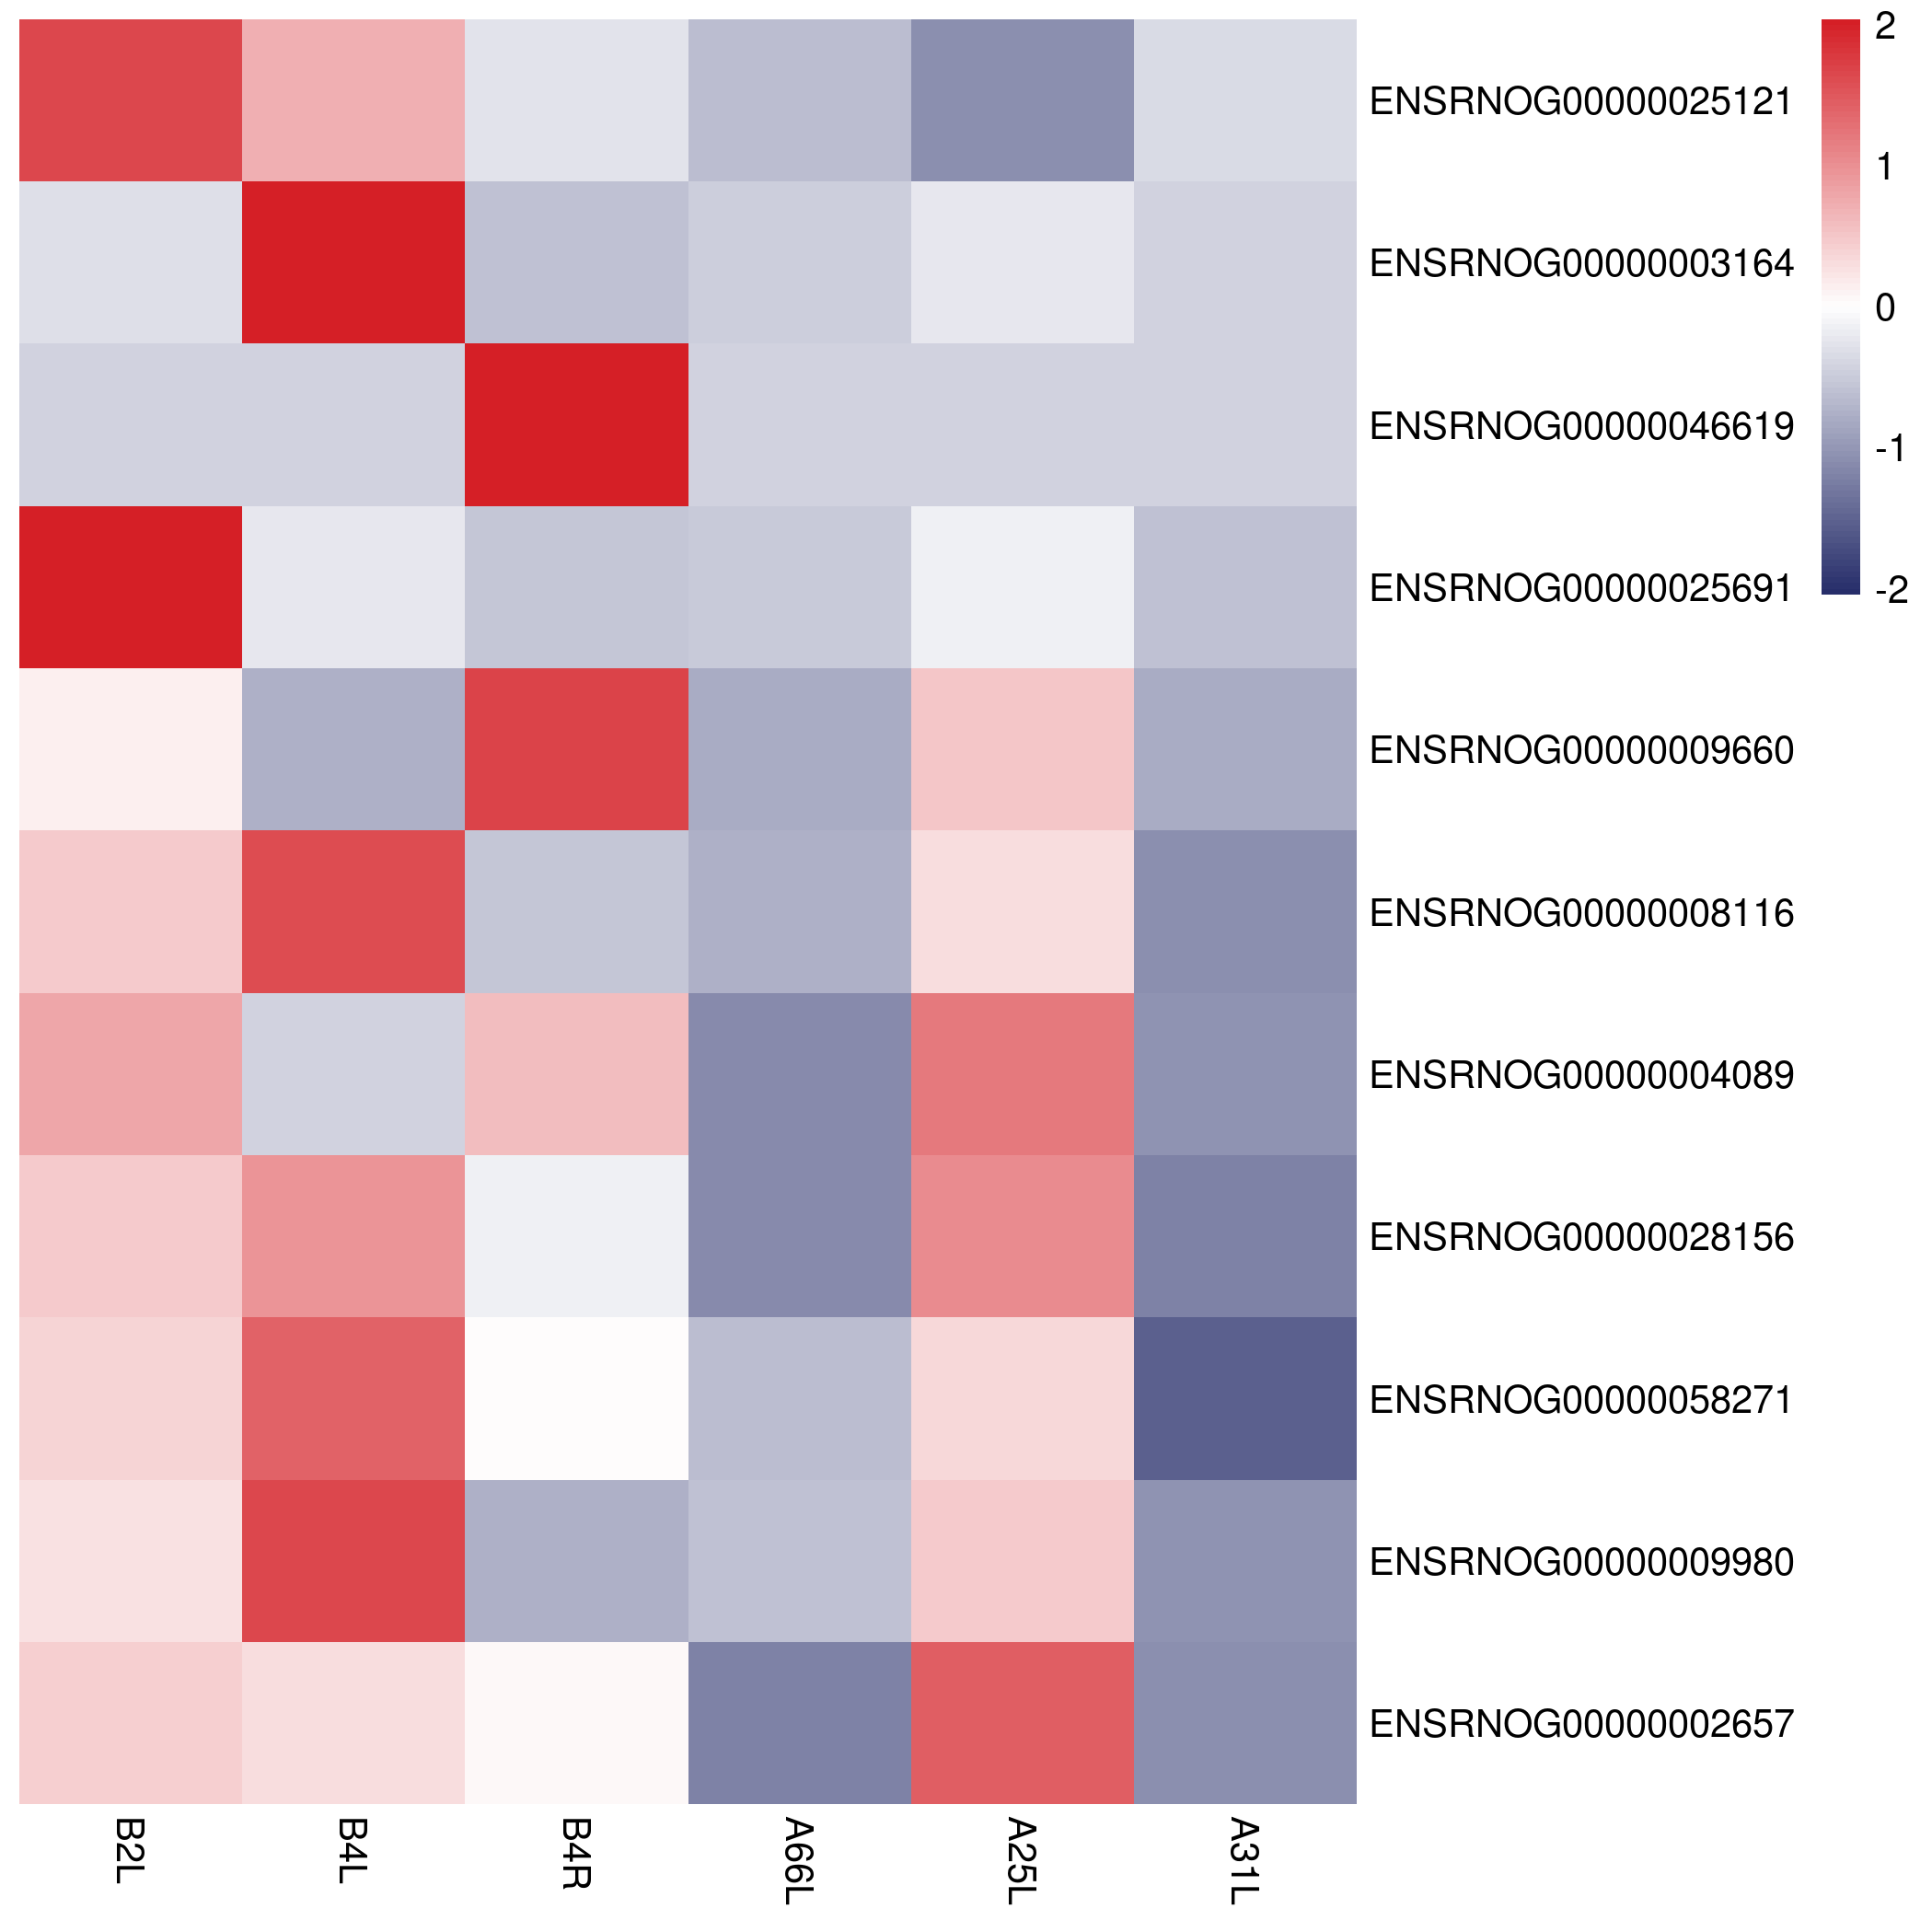 ENSRNOG00000025121
ENSRNOG00000003164
ENSRNOG00000046619
ENSRNOG00000025691
ENSRNOG00000009660
ENSRNOG00000008116
ENSRNOG00000004089
ENSRNOG00000028156
ENSRNOG00000058271
ENSRNOG00000009980
ENSRNOG00000002657
2
1
0
-1
-2
B2L
B4L
B4R
A66L
A25L
A31L